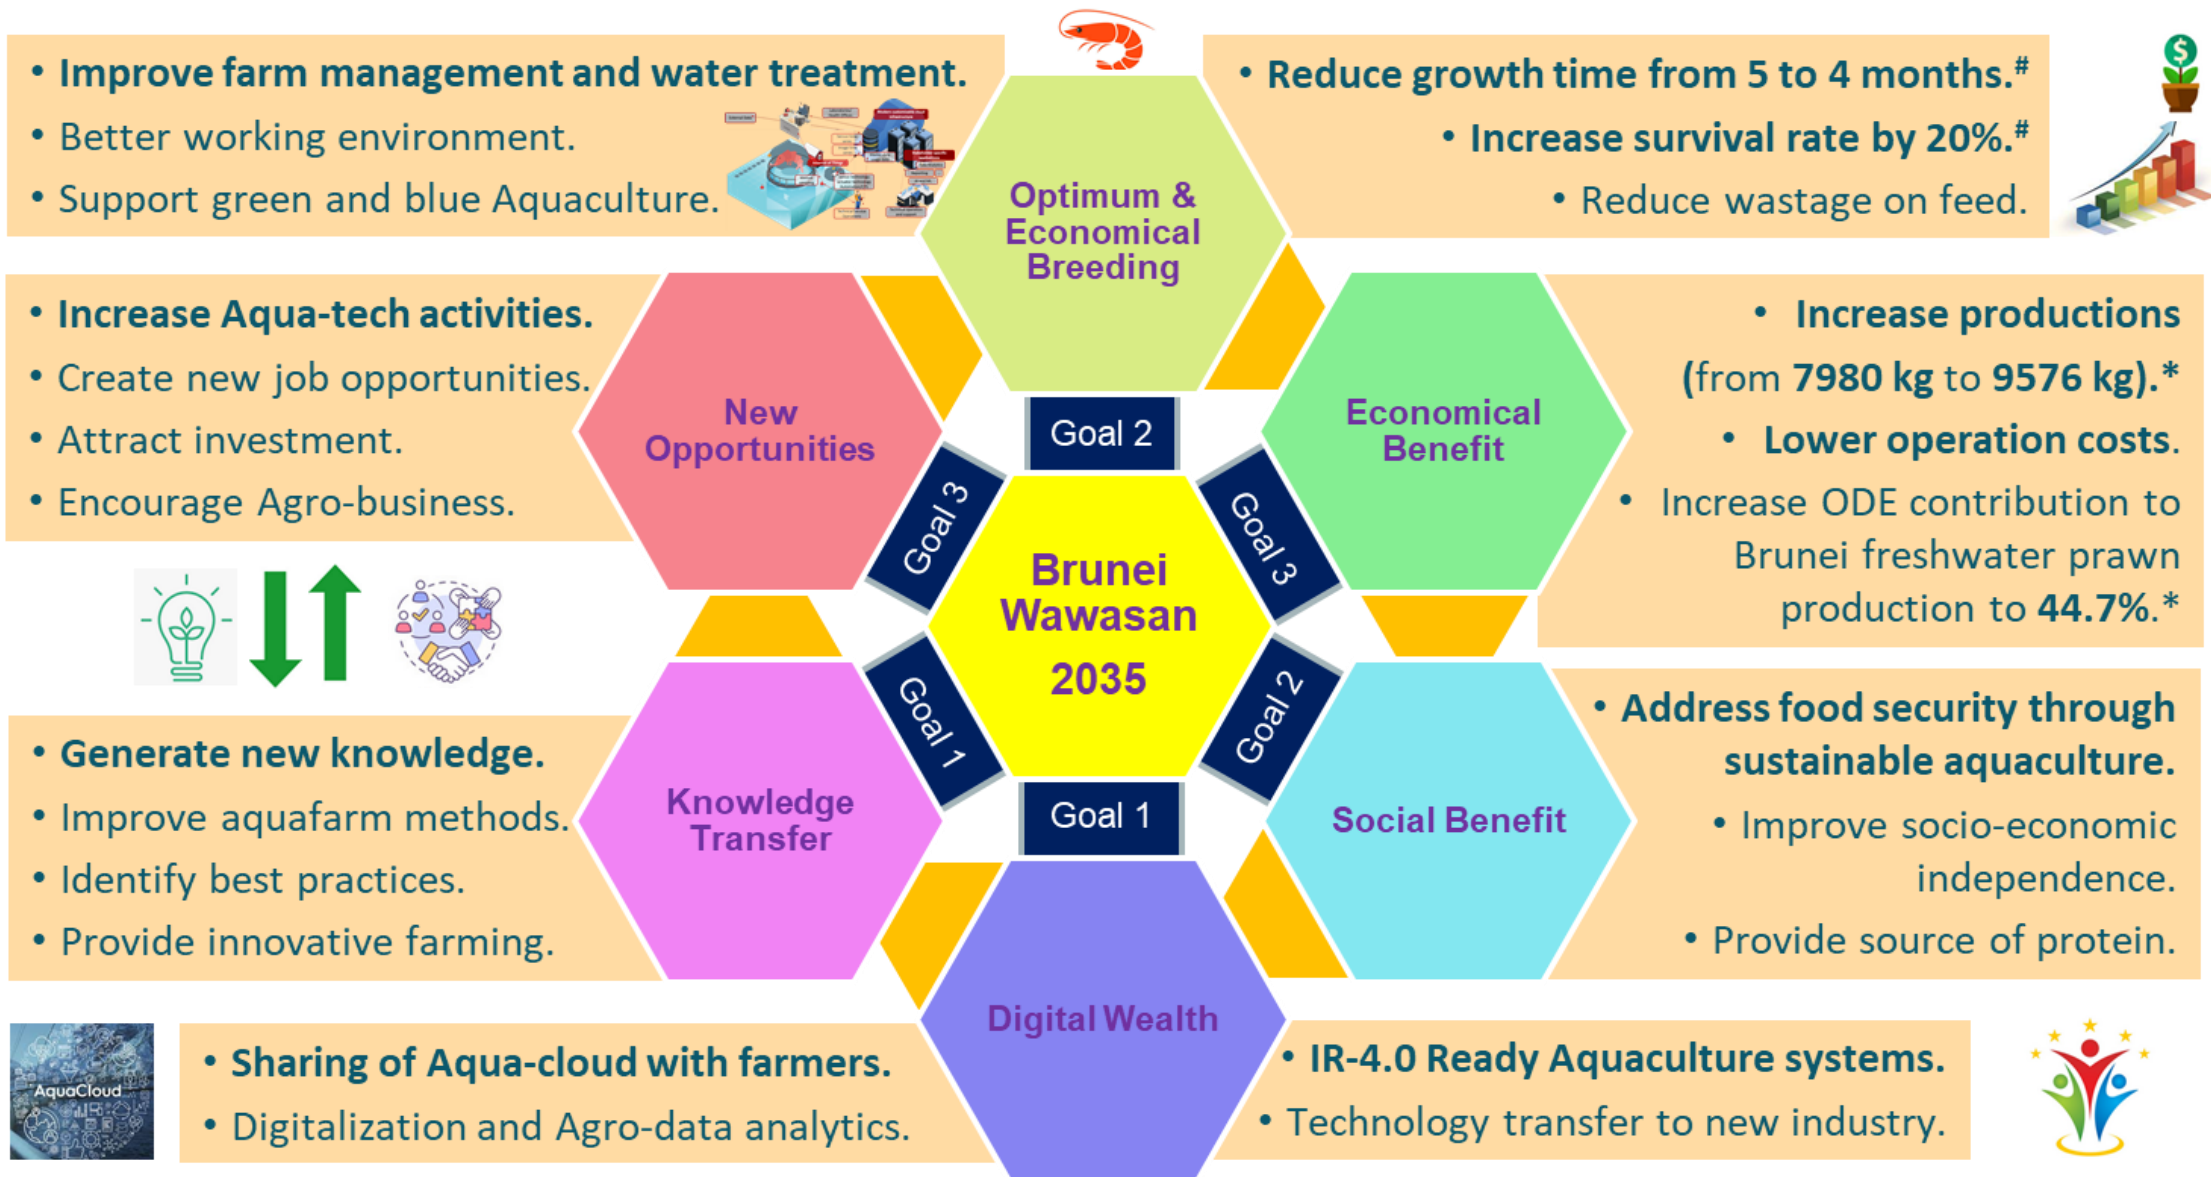 • Improve farm management and water treatment.
• Better working environment.
• Support green and blue Aquaculture.
Optimum &
Economical
Breeding
• Reduce growth time from 5 to 4 months.#
• Increase survival rate by 20%.#
• Reduce wastage on feed.
• Increase Aqua-tech activities.
• Create new job opportunities.
• Attract investment.
• Encourage Agro-business.
New
Opportunities
Goal 2
Economical
Benefit
• Increase productions
(from 7980 kg to 9576 kg).*
• Lower operation costs.
• Increase ODE contribution to
Brunei freshwater prawn
production to 44.7%.*
Goal 3
Goal 3
Brunei
Wawasan
2035
Goal 1
Goal 2
Goal 1
• Generate new knowledge.
• Improve aquafarm methods.
• Identify best practices.
• Provide innovative farming.
Knowledge
Transfer
Social Benefit
• Address food security through
sustainable aquaculture.
• Improve socio-economic
independence.
• Provide source of protein.
Digital Wealth
AquaCloud
• Sharing of Aqua-cloud with farmers.
• Digitalization and Agro-data analytics.
• IR-4.0 Ready Aquaculture systems.
• Technology transfer to new industry.